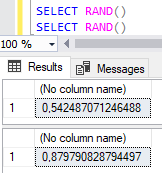 SELECT RAND()
SELECT RAND()
100 %
Results Messages
(No column name)
1 0,542487071246488
(No column name)
1 0,879790828794497